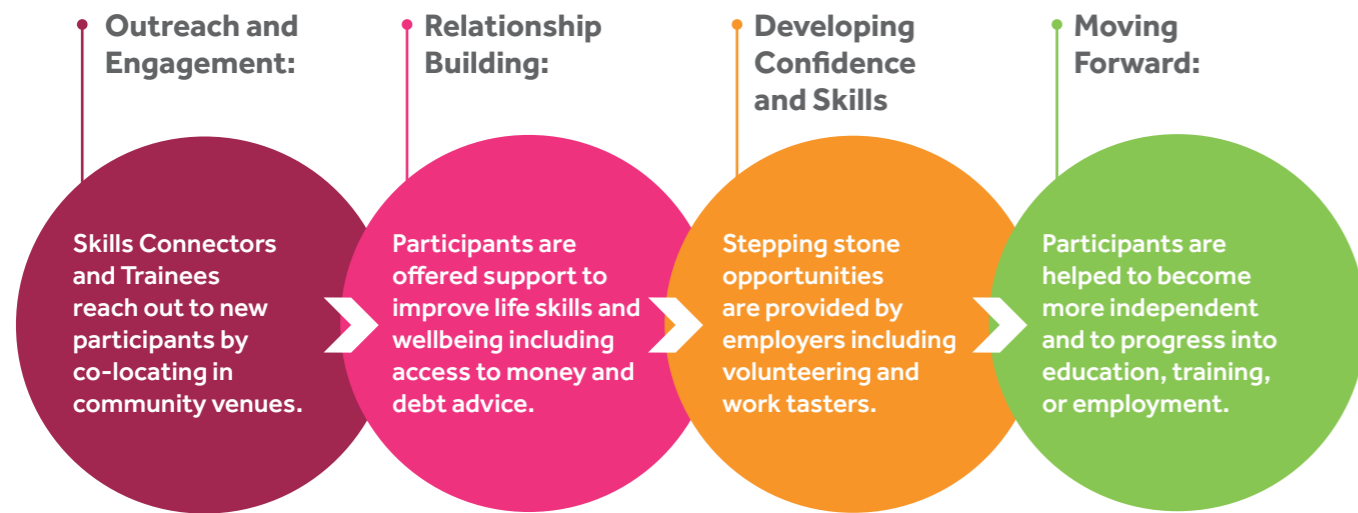 Outreach and
Engagement:
Skills Connectors
and Trainees
reach out to new
participants by
co-locating in
community venues.
Relationship
Building:
Participants are
offered support to
improve life skills and
wellbeing including
access to money and
debt advice.
Developing
Confidence
and Skills
Stepping stone
opportunities
are provided by
employers including
volunteering and
work tasters.
Moving
Forward:
Participants are
helped to become
more independent
and to progress into
education, training,
or employment.